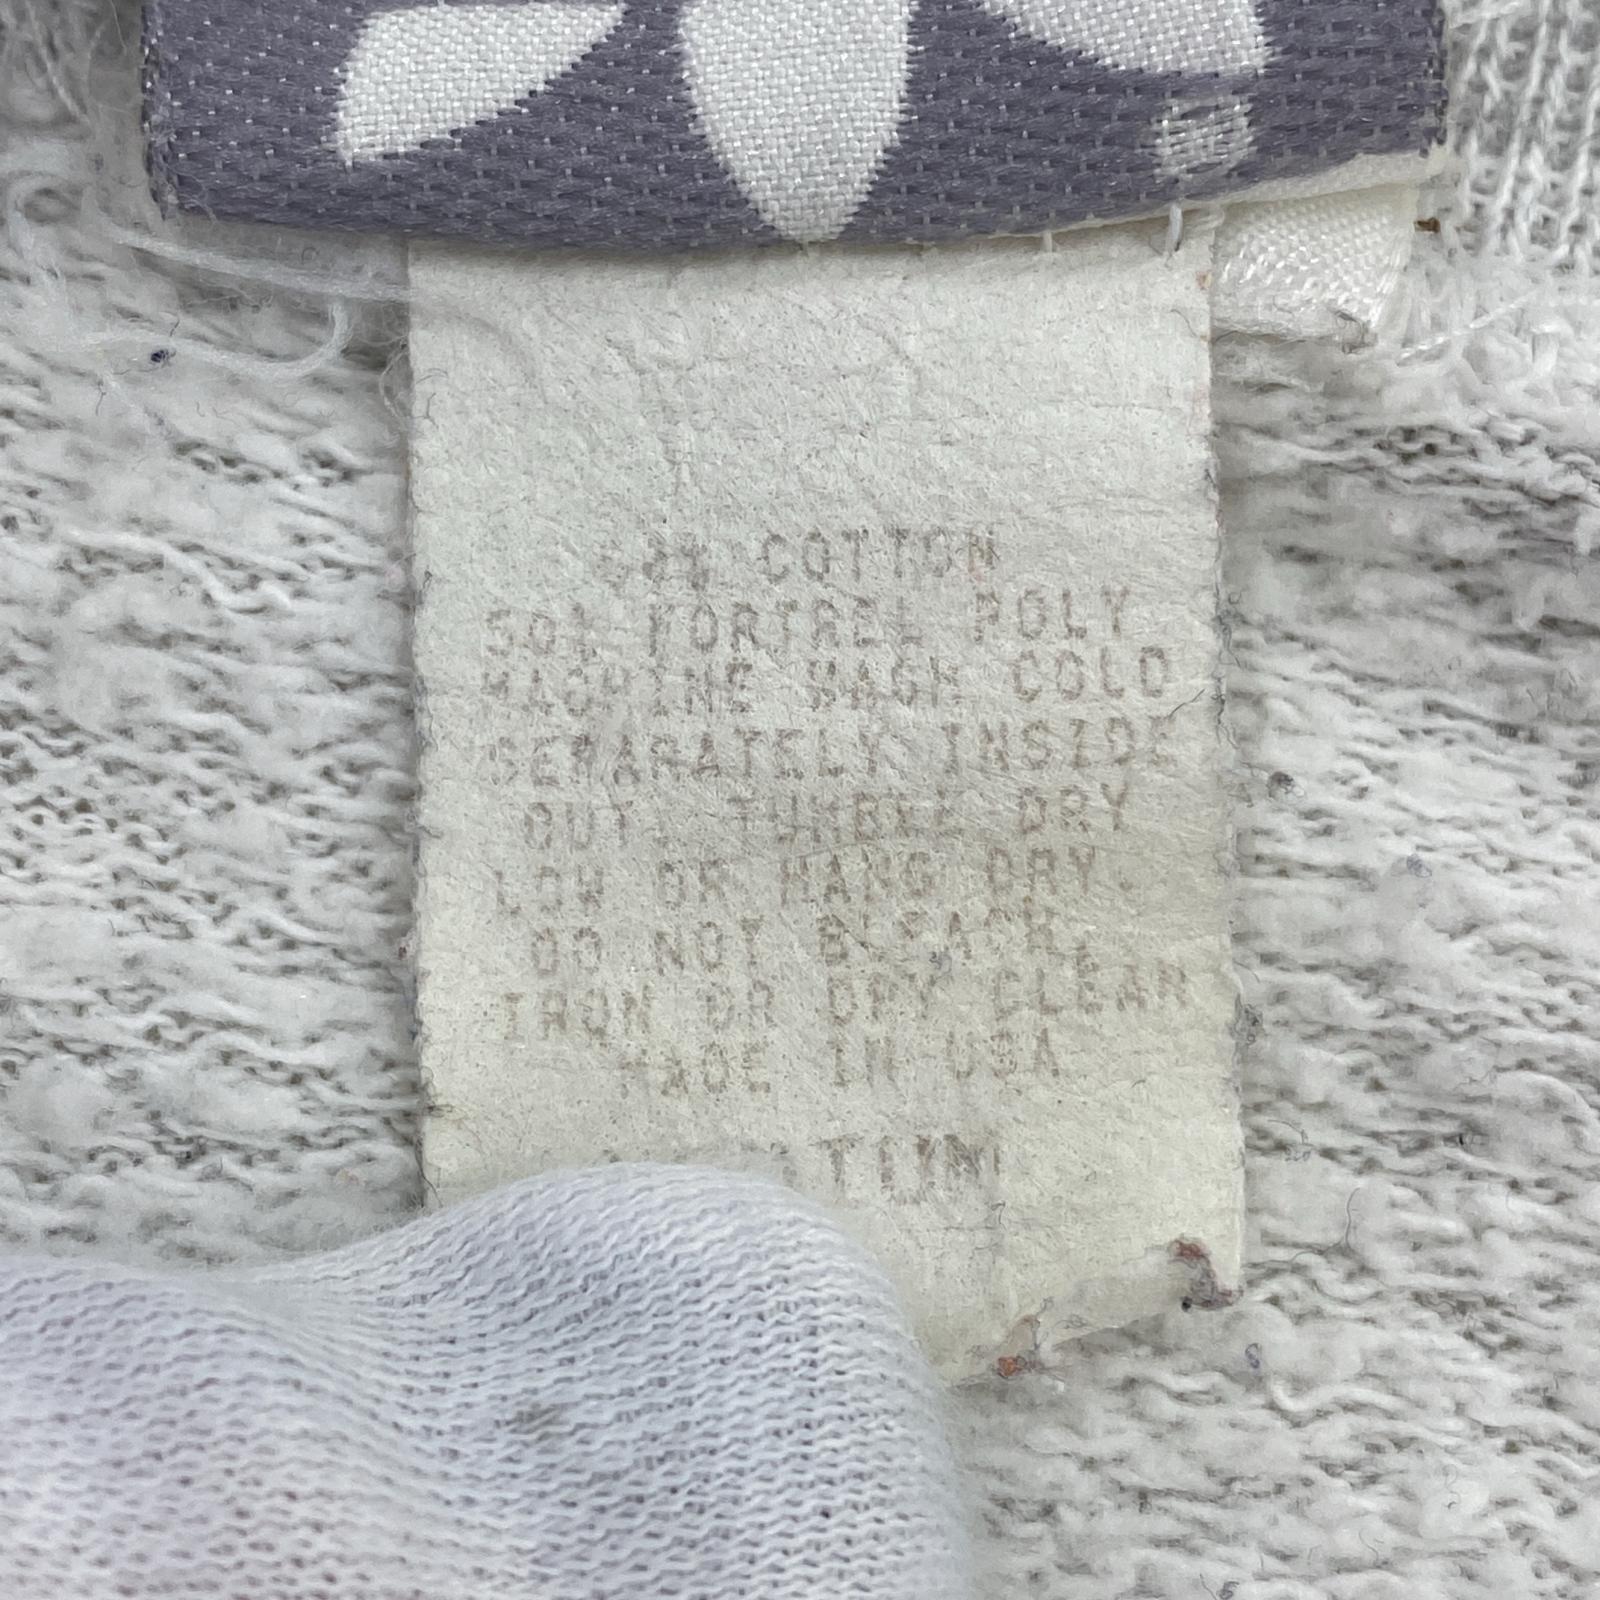 COTTON
50% FORTREL POLY
MACHINE WASH COLD
SEPARATELY INSIDE
OUT. TUMBLE DRY
LOW OR HANG DRY.
DO NOT BLEACH,
IRON OR DRY CLEAN
MADE IN USA